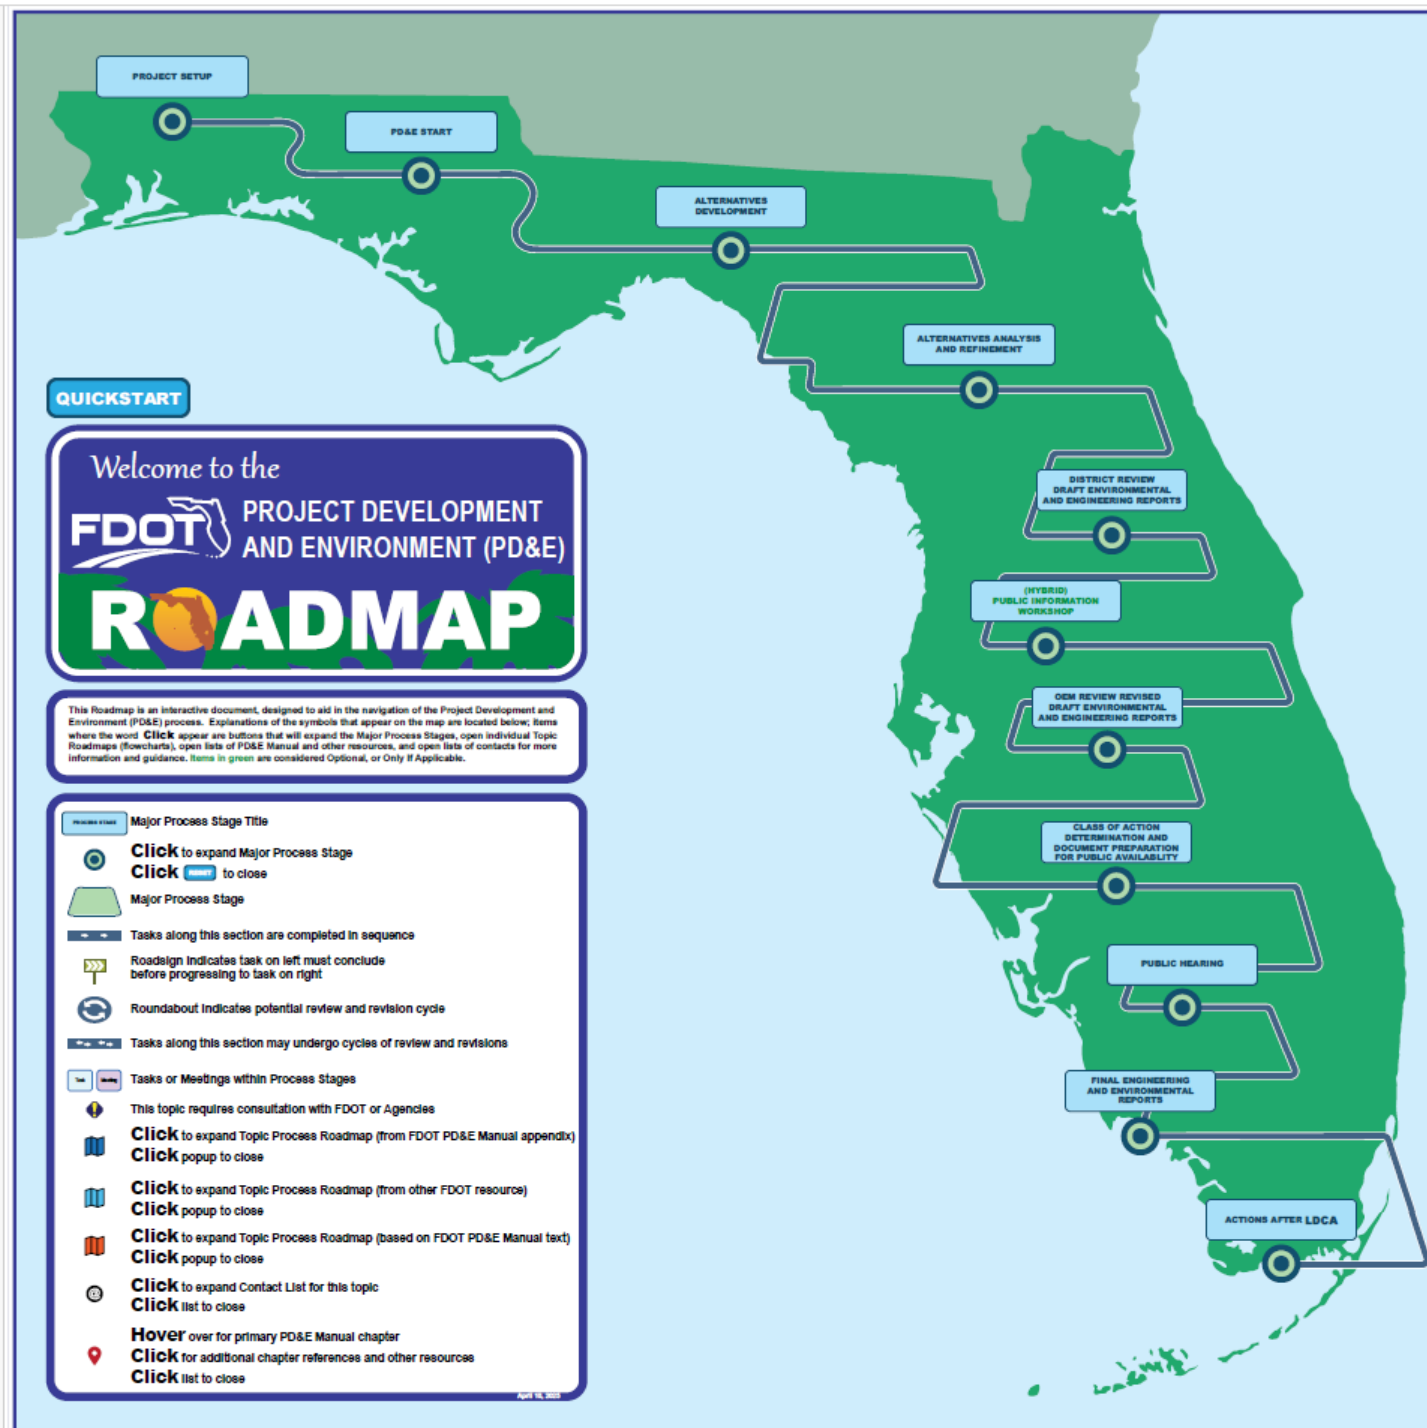 PROJECT SETUP
PD&E START
ALTERNATIVES
DEVELOPMENT
ALTERNATIVES ANALYSIS
AND REFINEMENT
DISTRICT REVIEW
DRAFT ENVIRONMENTAL
AND ENGINEERING REPORTS
(HYBRID)
PUBLIC INFORMATION
WORKSHOP
OEM REVIEW REVISED
DRAFT ENVIRONMENTAL
AND ENGINEERING REPORTS
CLASS OF ACTION
DETERMINATION AND
DOCUMENT PREPARATION
FOR PUBLIC AVAILABLITY
PUBLIC HEARING
FINAL ENGINEERING
AND ENVIRONMENTAL
REPORTS
ACTIONS AFTER LDCA
QUICKSTART
Welcome to the
FDOT PROJECT DEVELOPMENT
AND ENVIRONMENT (PD&E)
ROADMAP
This Roadmap is an interactive document, designed to aid in the navigation of the Project Development and
Environment (PD&E) process. Explanations of the symbols that appear on the map are located below; items
where the word Click appear are buttons that will expand the Major Process Stages, open individual Topic
Roadmaps (flowcharts), open lists of PD&E Manual and other resources, and open lists of contacts for more
information and guidance. Items in green are considered Optional, or Only If Applicable.
PROCESS STAGE Major Process Stage Title
Click to expand Major Process Stage
Click RESET to close
Major Process Stage
Tasks along this section are completed in sequence
Roadsign indicates task on left must conclude
before progressing to task on right
Roundabout indicates potential review and revision cycle
Tasks along this section may undergo cycles of review and revisions
Task Meeting Tasks or Meetings within Process Stages
This topic requires consultation with FDOT or Agencies
Click to expand Topic Process Roadmap (from FDOT PD&E Manual appendix)
Click popup to close
Click to expand Topic Process Roadmap (from other FDOT resource)
Click popup to close
Click to expand Topic Process Roadmap (based on FDOT PD&E Manual text)
Click popup to close
@ Click to expand Contact List for this topic
Click list to close
Hover over for primary PD&E Manual chapter
Click for additional chapter references and other resources
Click list to close